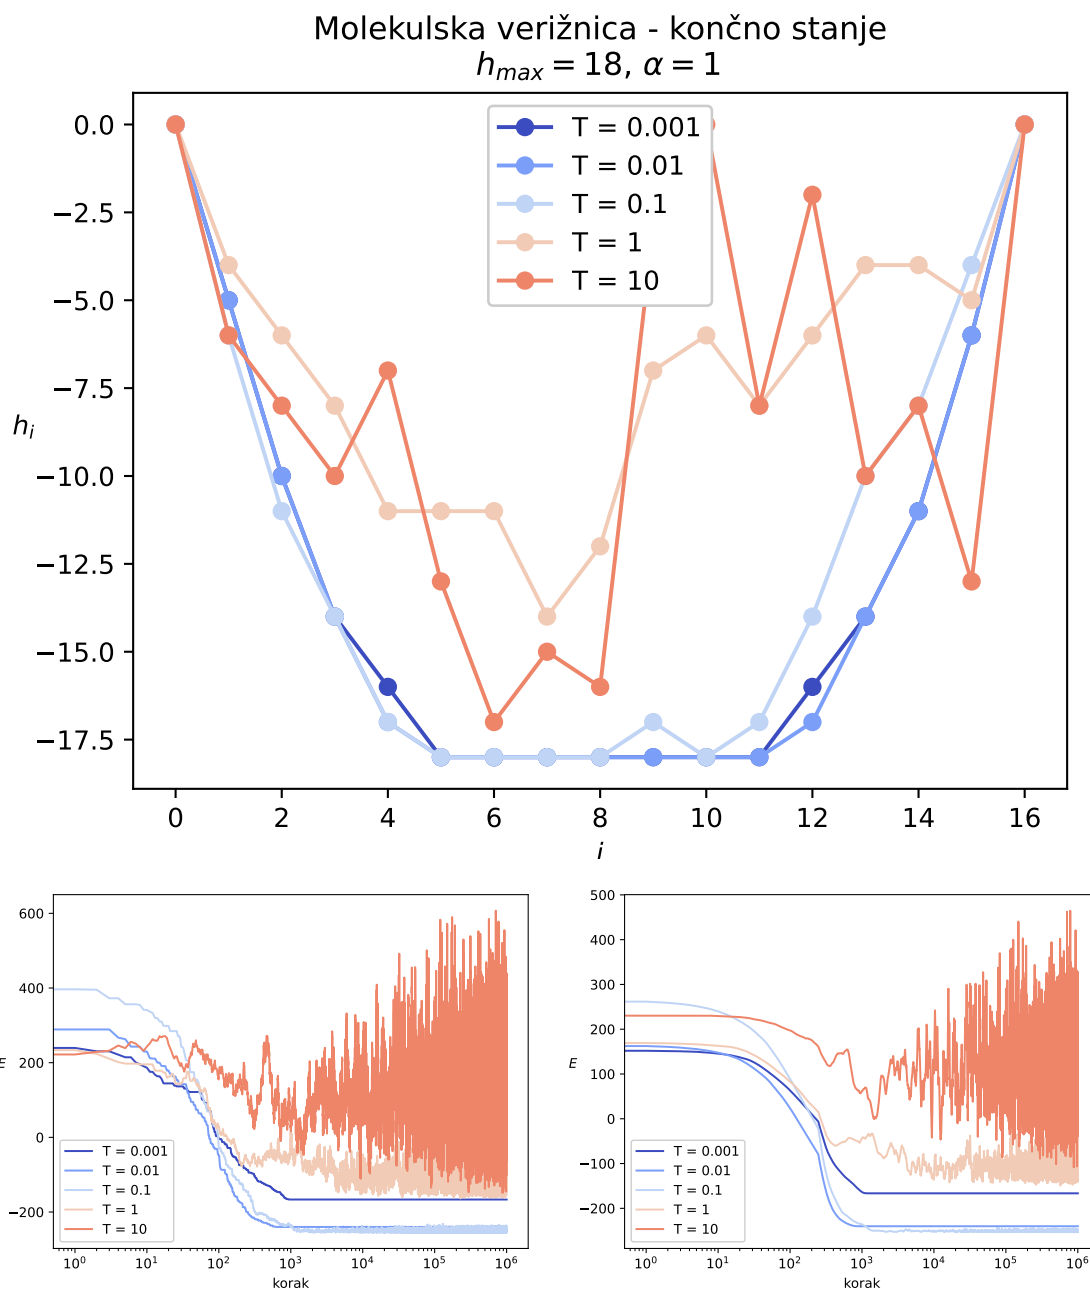 Molekulska verižnica - končno stanje
h_max = 18, α = 1
0.0
−2.5
−5.0
−7.5
−10.0
−12.5
−15.0
−17.5
h_i
T = 0.001
T = 0.01
T = 0.1
T = 1
T = 10
0 2 4 6 8 10 12 14 16
i
600
400
200
0
−200
E
T = 0.001
T = 0.01
T = 0.1
T = 1
T = 10
10^0 10^1 10^2 10^3 10^4 10^5 10^6
korak
500
400
300
200
100
0
−100
−200
E
T = 0.001
T = 0.01
T = 0.1
T = 1
T = 10
10^0 10^1 10^2 10^3 10^4 10^5 10^6
korak